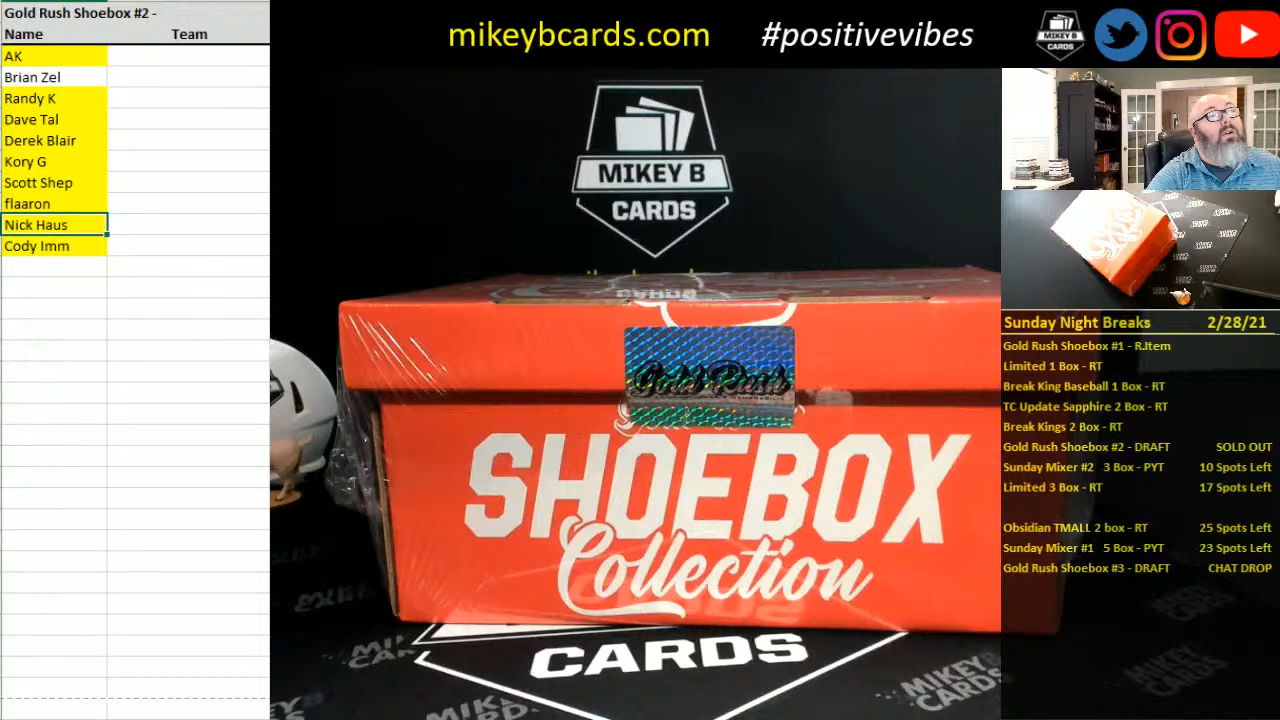 Gold Rush Shoebox #2 -
Name Team
AK
Brian Zel
Randy K
Dave Tal
Derek Blair
Kory G
Scott Shep
flaaron
Nick Haus
Cody Imm
mikeybcards.com #positivevibes
MIKEY B
CARDS
MIKEY B
CARDS
Gold Rush
SHOEBOX
Collection
CARDS
MIKEY
CARDS
Sunday Night Breaks 2/28/21
Gold Rush Shoebox #1 - R.Item
Limited 1 Box - RT
Break King Baseball 1 Box - RT
TC Update Sapphire 2 Box - RT
Break Kings 2 Box - RT
Gold Rush Shoebox #2 - DRAFT SOLD OUT
Sunday Mixer #2 3 Box - PYT 10 Spots Left
Limited 3 Box - RT 17 Spots Left
Obsidian TMALL 2 box - RT 25 Spots Left
Sunday Mixer #1 5 Box - PYT 23 Spots Left
Gold Rush Shoebox #3 - DRAFT CHAT DROP